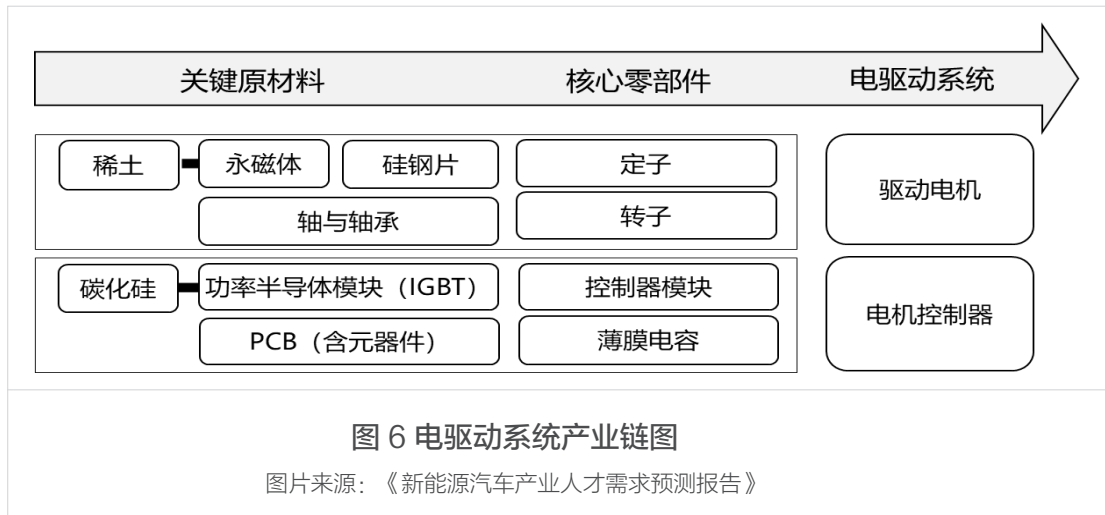 关键原材料 核心零部件 电驱动系统
稀土 永磁体 硅钢片 定子
轴与轴承 转子
驱动电机
碳化硅 功率半导体模块（IGBT） 控制器模块
PCB（含元器件） 薄膜电容
电机控制器
图 6 电驱动系统产业链图
图片来源：《新能源汽车产业人才需求预测报告》